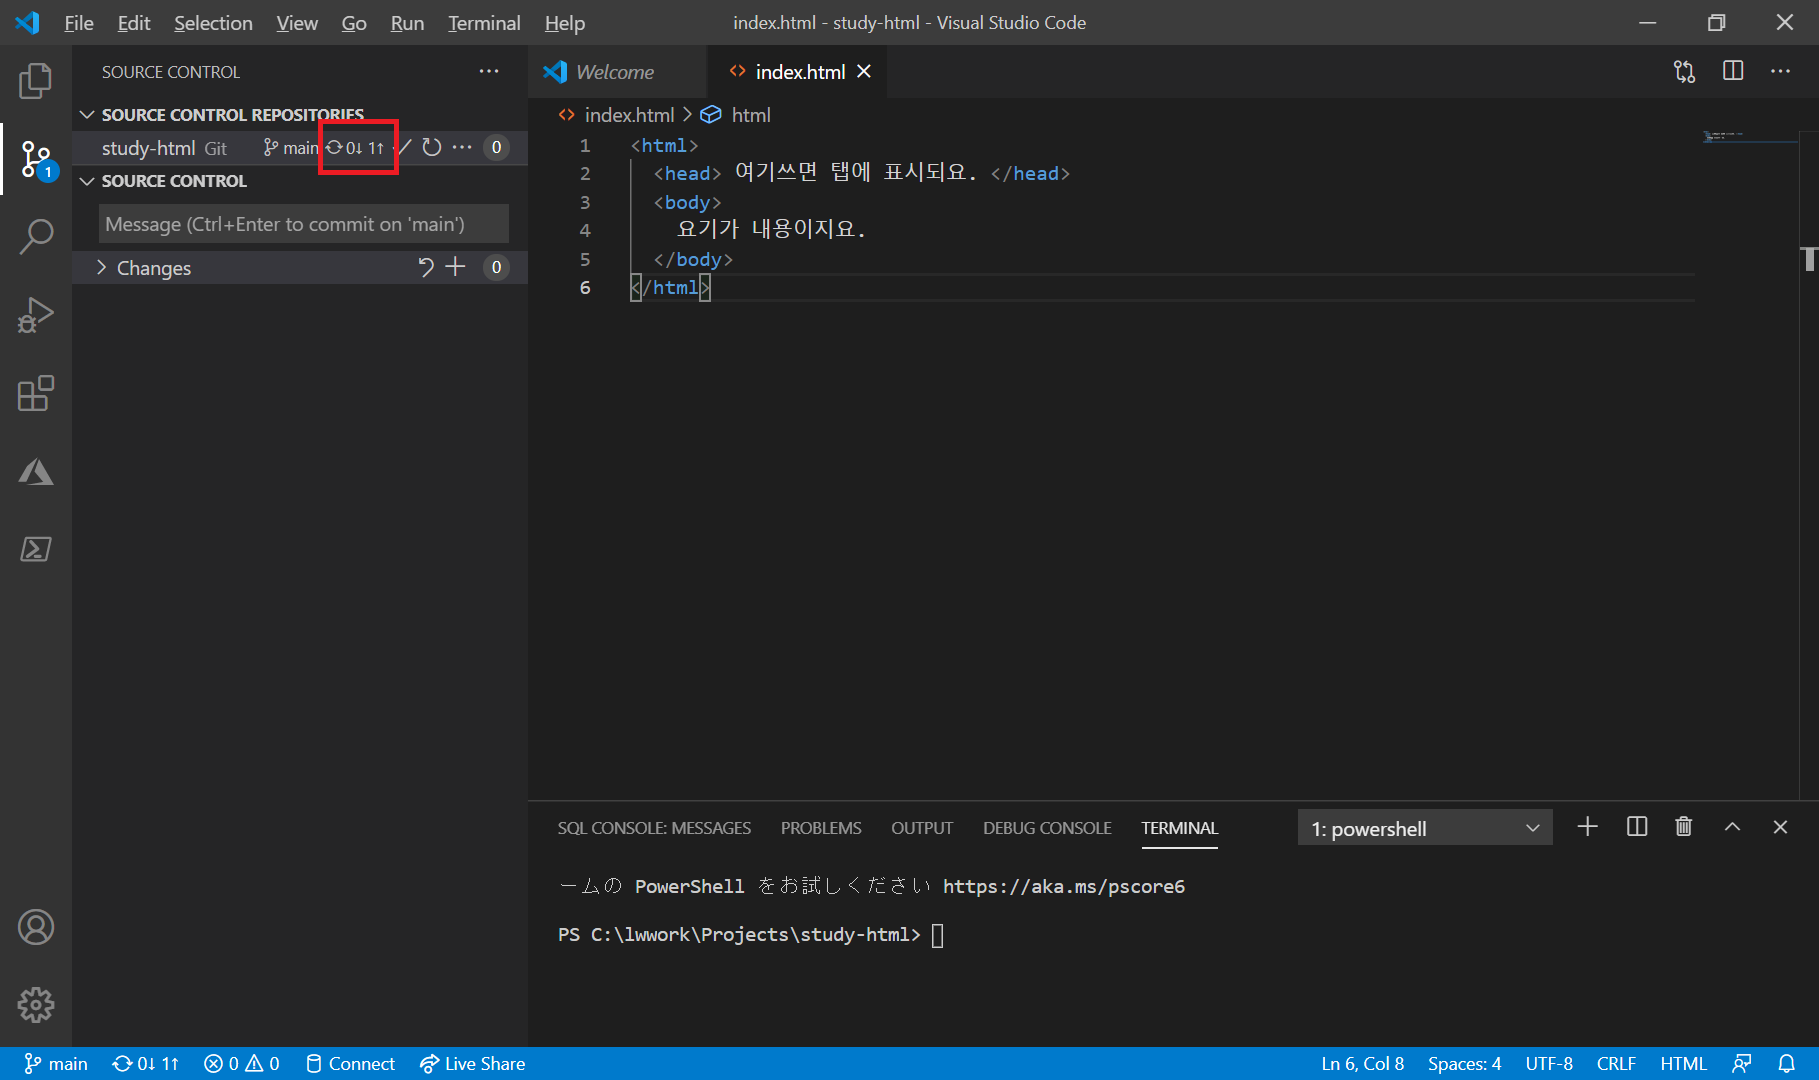 File Edit Selection View Go Run Terminal Help
index.html - study-html - Visual Studio Code
SOURCE CONTROL
SOURCE CONTROL REPOSITORIES
study-html Git main 0↓ 1↑ 0
1
SOURCE CONTROL
Message (Ctrl+Enter to commit on 'main')
Changes 0
Welcome index.html
index.html > html
1 <html>
2 <head> 여기쓰면 탭에 표시되요. </head>
3 <body>
4 요기가 내용이지요.
5 </body>
6 </html>
SQL CONSOLE: MESSAGES PROBLEMS OUTPUT DEBUG CONSOLE TERMINAL 1: powershell
ームの PowerShell をお試しください https://aka.ms/pscore6
PS C:\lwwork\Projects\study-html>
main 0↓ 1↑ 0 0 Connect Live Share Ln 6, Col 8 Spaces: 4 UTF-8 CRLF HTML